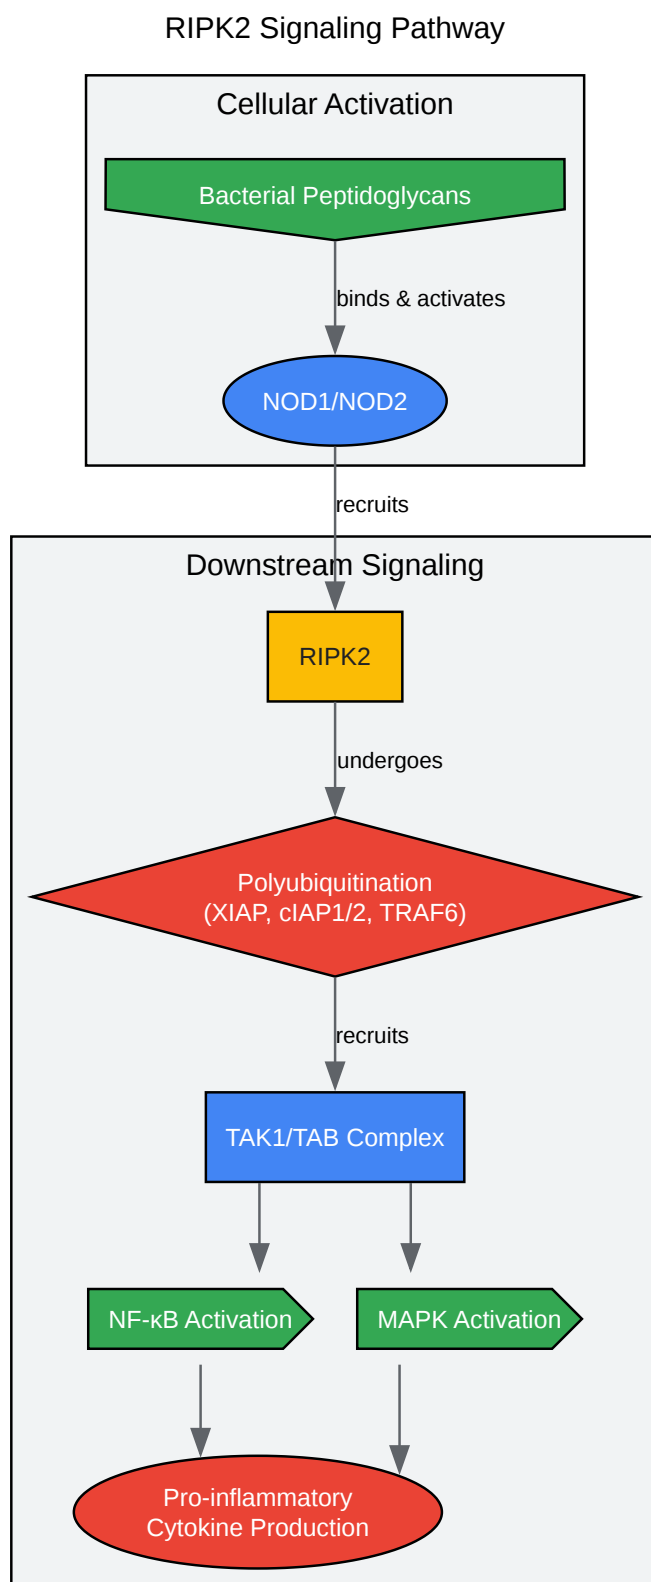 RIPK2 Signaling Pathway
Cellular Activation
Bacterial Peptidoglycans
binds & activates
NOD1/NOD2
recruits
Downstream Signaling
RIPK2
undergoes
Polyubiquitination
(XIAP, cIAP1/2, TRAF6)
recruits
TAK1/TAB Complex
NF-κB Activation
MAPK Activation
Pro-inflammatory
Cytokine Production